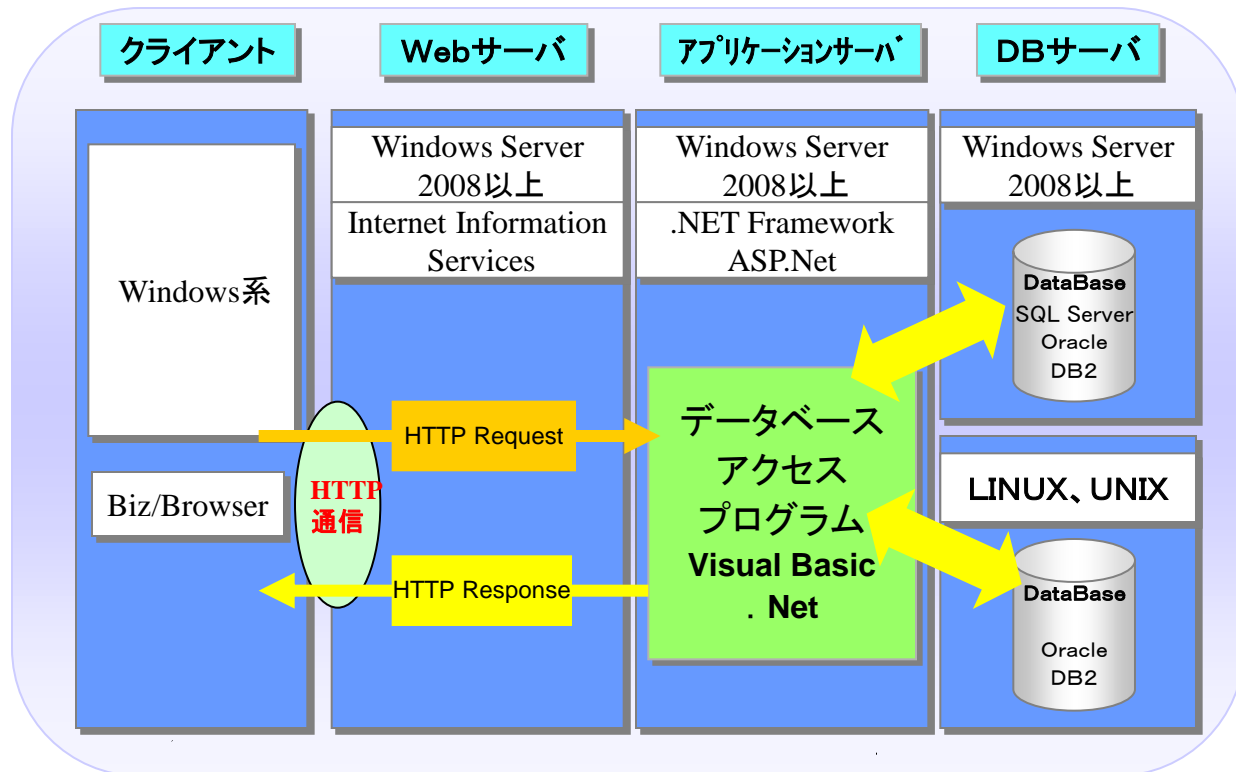 クライアント
Webサーバ
アプリケーションサーバ
DBサーバ
Windows系
Biz/Browser
HTTP
通信
Windows Server
2008以上
Internet Information
Services
HTTP Request
HTTP Response
Windows Server
2008以上
.NET Framework
ASP.Net
データベース
アクセス
プログラム
Visual Basic
. Net
Windows Server
2008以上
DataBase
SQL Server
Oracle
DB2
LINUX、UNIX
DataBase
Oracle
DB2